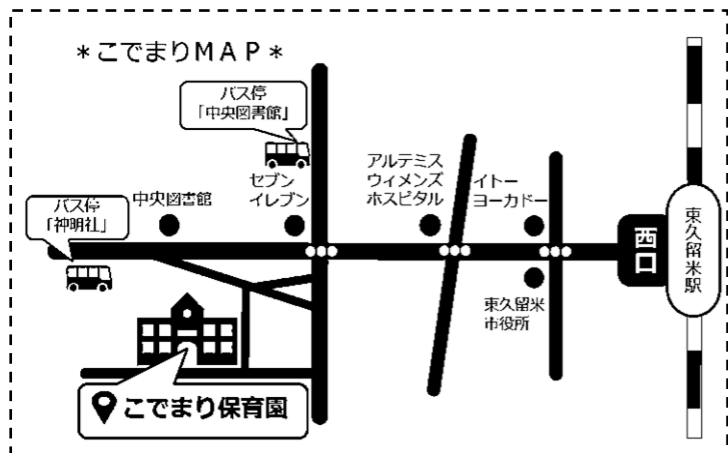 *こでまりMAP*
バス停
「中央図書館」
バス停
「神明社」
中央図書館
セブン
イレブン
アルテミス
ウィメンズ
ホスピタル
イトー
ヨーカドー
東久留米
市役所
西口
東久留米駅
こでまり保育園